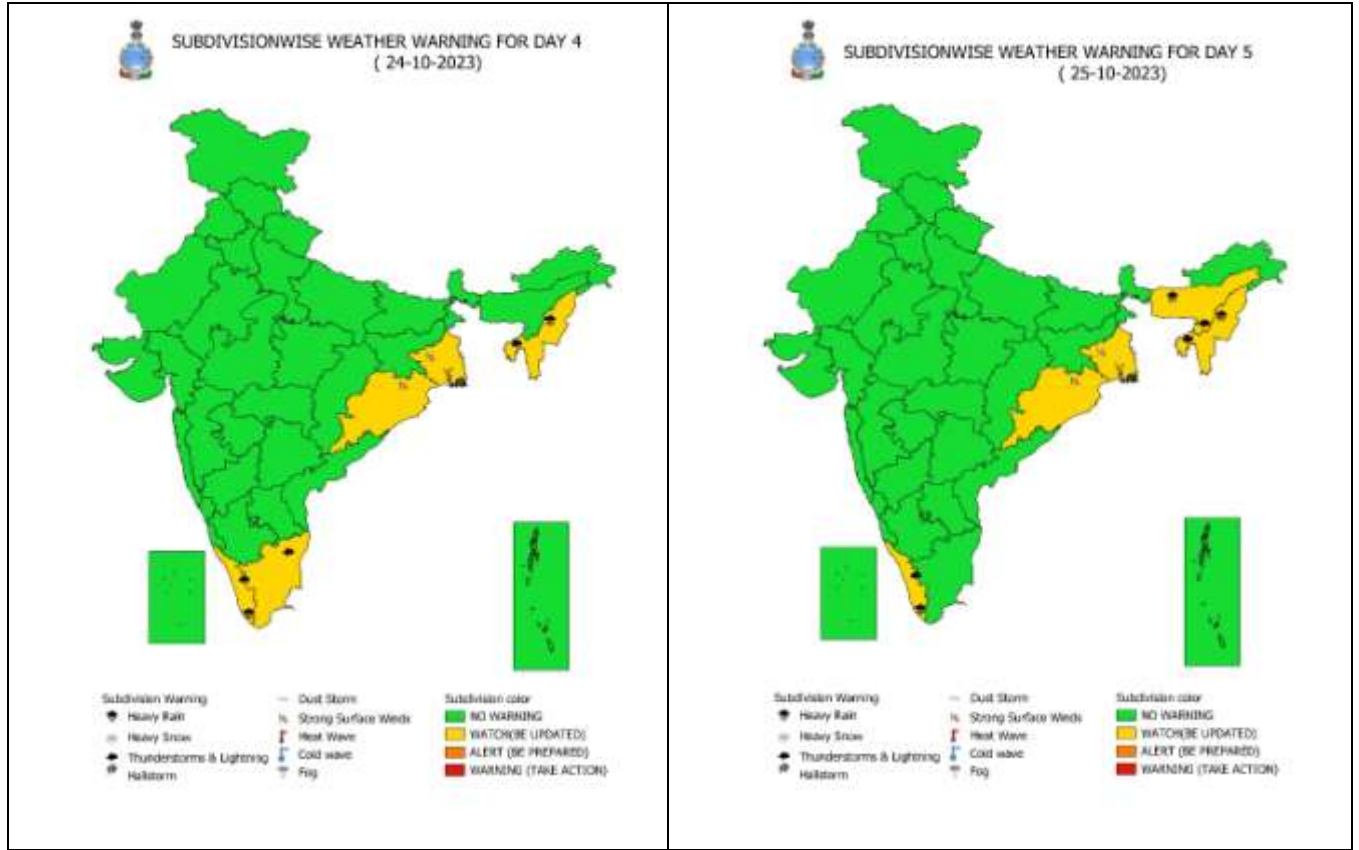 SUBDIVISIONWISE WEATHER WARNING FOR DAY 4
( 24-10-2023)
Subdivision Warning
Heavy Rain
Heavy Snow
Thunderstorms & Lightning
Hailstorm
Dust Storm
Strong Surface Winds
Heat Wave
Cold wave
Fog
Subdivision color
NO WARNING
WATCH(BE UPDATED)
ALERT (BE PREPARED)
WARNING (TAKE ACTION)
SUBDIVISIONWISE WEATHER WARNING FOR DAY 5
( 25-10-2023)
Subdivision Warning
Heavy Rain
Heavy Snow
Thunderstorms & Lightning
Hailstorm
Dust Storm
Strong Surface Winds
Heat Wave
Cold wave
Fog
Subdivision color
NO WARNING
WATCH(BE UPDATED)
ALERT (BE PREPARED)
WARNING (TAKE ACTION)